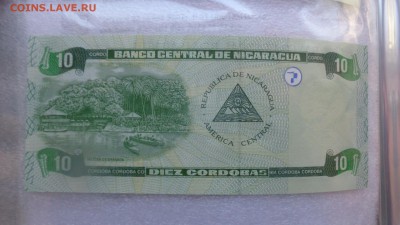 COINS.LAVE.RU
10
BANCO CENTRAL DE NICARAGUA
10
REPUBLICA DE NICARAGUA
AMERICA CENTRAL
10
DIEZ CORDOBAS
10